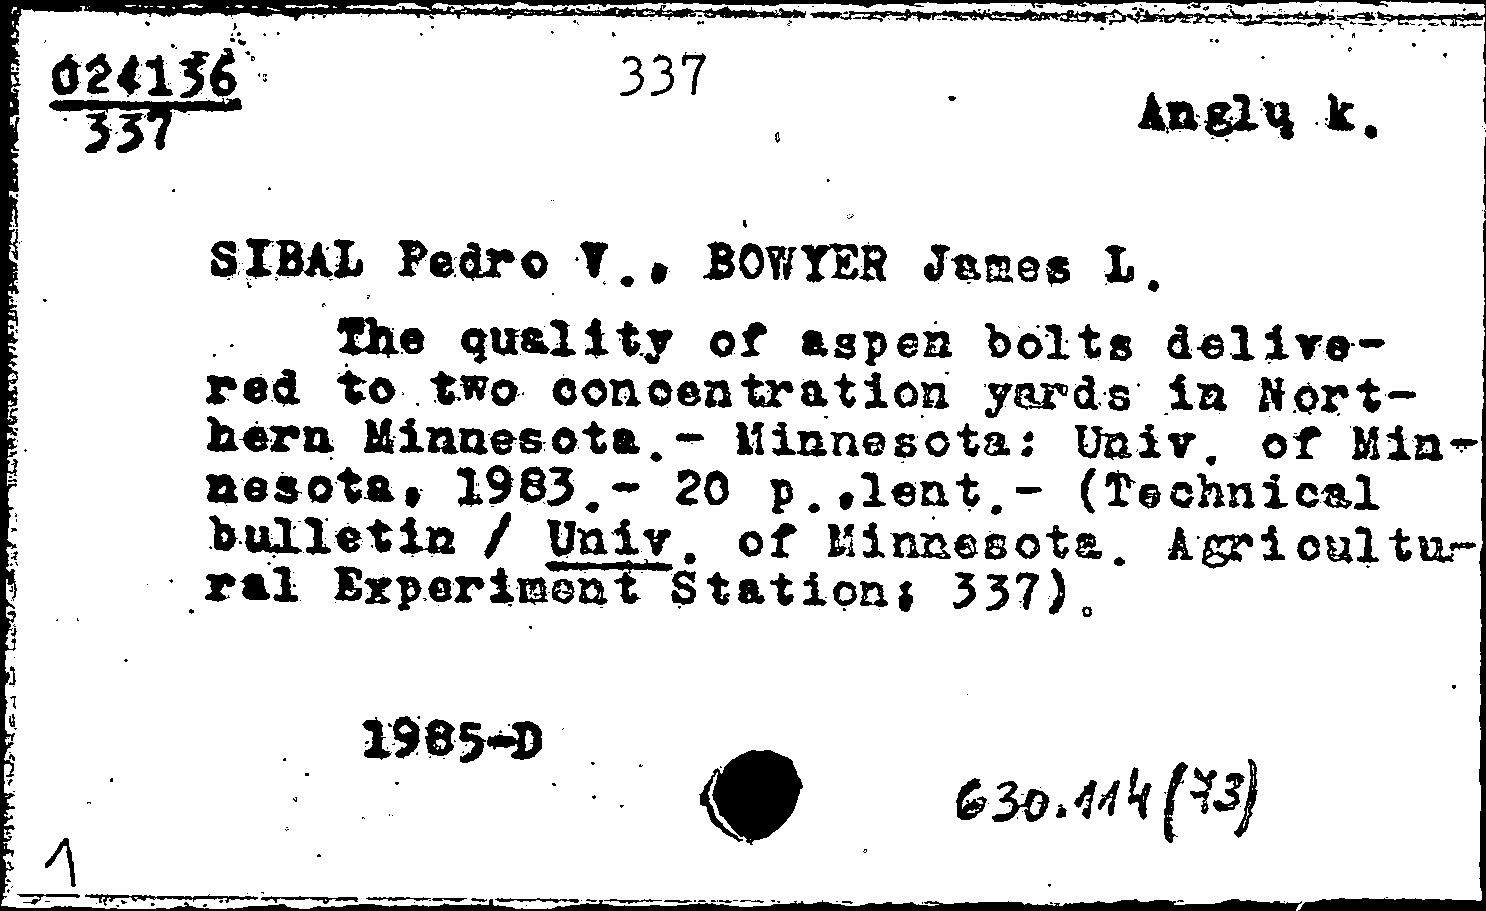 024136
337
337
Anglų k.
SIBAL Pedro V., BOWYER James L.
The quality of aspen bolts delive-
red to two concentration yards in Nort-
hern Minnesota.- Minnesota: Univ. of Min-
nesota, 1983.- 20 p.,lent.- (Technical
bulletin / Univ. of Minnesota. Agricultu-
ral Experiment Station; 337).
1985-D
630.114(73)
1